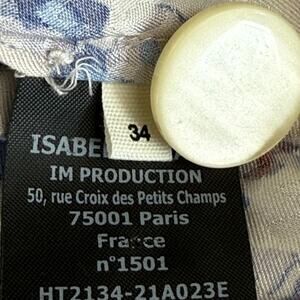 34
ISABE
IM PRODUCTION
50, rue Croix des Petits Champs
75001 Paris
France
n°1501
HT2134-21A023E